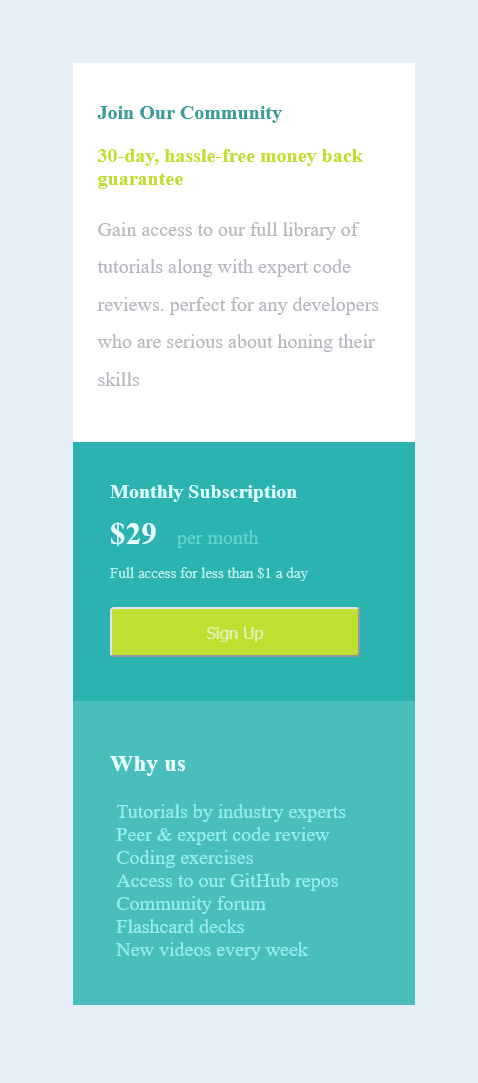 Join Our Community
30-day, hassle-free money back
guarantee
Gain access to our full library of
tutorials along with expert code
reviews. perfect for any developers
who are serious about honing their
skills
Monthly Subscription
$29 per month
Full access for less than $1 a day
Sign Up
Why us
Tutorials by industry experts
Peer & expert code review
Coding exercises
Access to our GitHub repos
Community forum
Flashcard decks
New videos every week